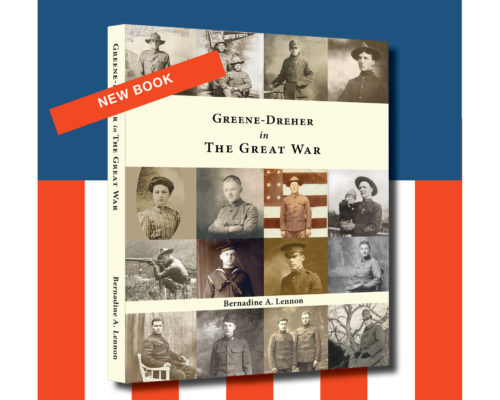 NEW BOOK
GREENE-DREHER
in
THE GREAT WAR
Bernadine A. Lennon
GREENE-DREHER in THE GREAT WAR
Bernadine A. Lennon